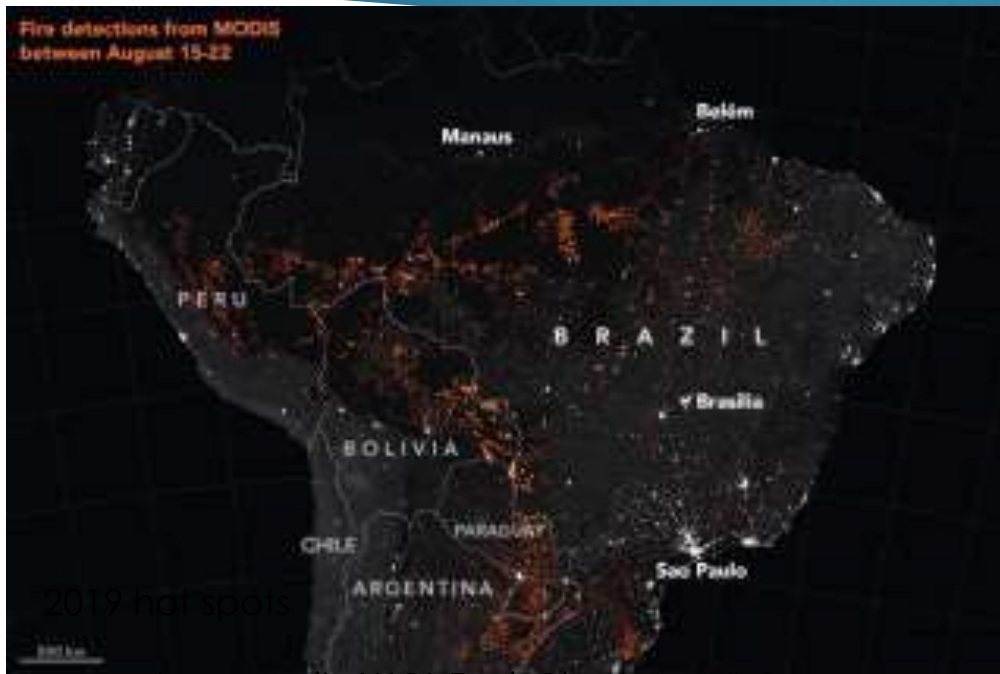 Fire detections from MODIS
between August 15-22
Belém
Manaus
PERU
BRAZIL
Brasilia
BOLIVIA
PARAGUAY
CHILE
Sao Paulo
ARGENTINA
2019 hot spots